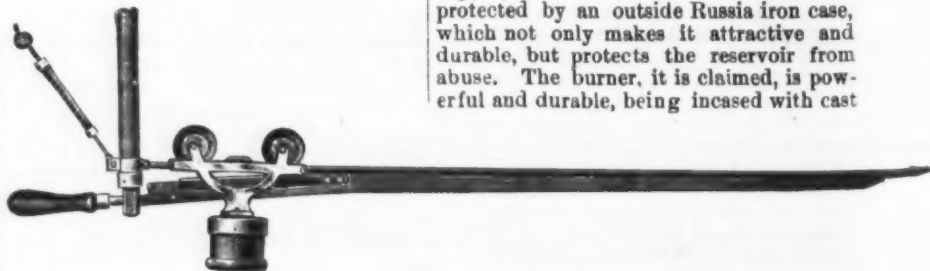 protected by an outside Russia iron case,
which not only makes it attractive and
durable, but protects the reservoir from
abuse. The burner, it is claimed, is pow-
erful and durable, being incased with cast